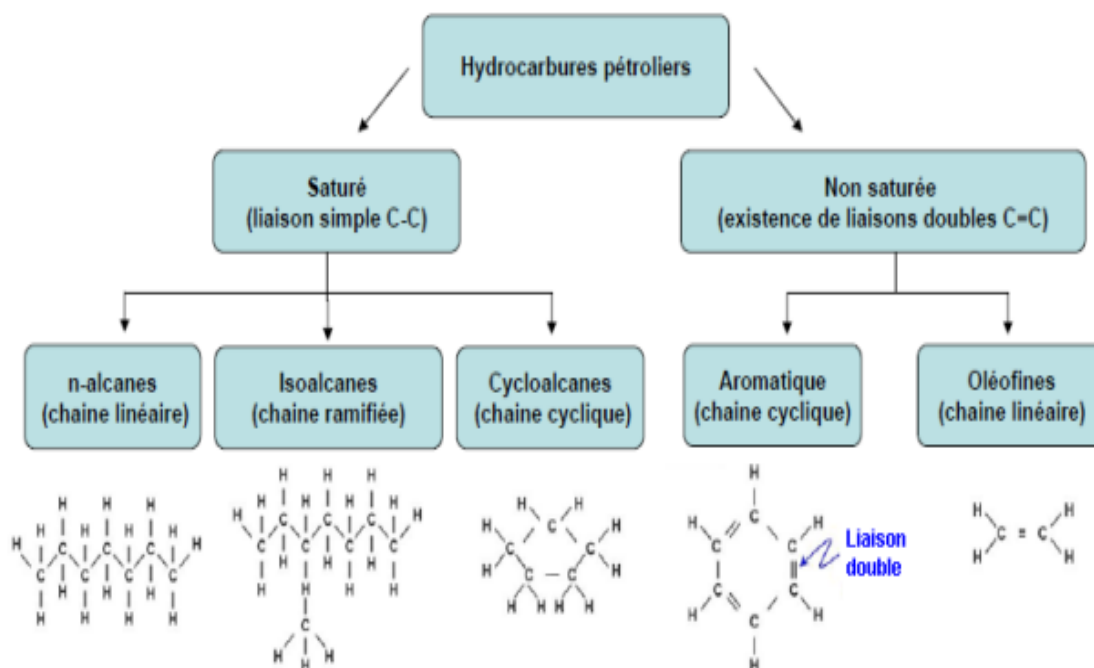 Hydrocarbures pétroliers
Saturé
(liaison simple C-C)
Non saturée
(existence de liaisons doubles C=C)
n-alcanes
(chaine linéaire)
Isoalcanes
(chaine ramifiée)
Cycloalcanes
(chaine cyclique)
Aromatique
(chaine cyclique)
Oléofines
(chaine linéaire)
Liaison
double